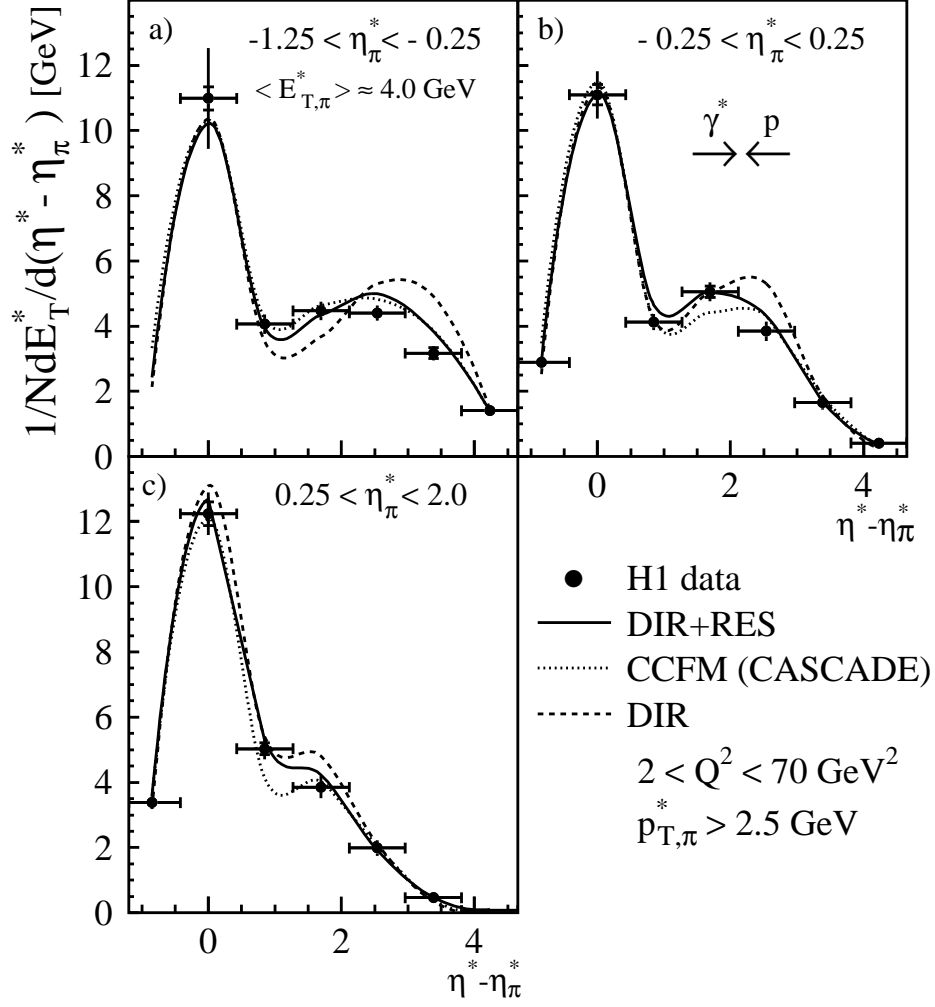 1/NdE*T/d(η* - η*π) [GeV]
a)
-1.25 < η*π < - 0.25
< E*T,π > ≈ 4.0 GeV
12
10
8
6
4
2
0
b)
- 0.25 < η*π < 0.25
γ* p
0 2 4
η*-η*π
c)
0.25 < η*π < 2.0
12
10
8
6
4
2
0
0 2 4
η*-η*π
H1 data
DIR+RES
CCFM (CASCADE)
DIR
2 < Q² < 70 GeV²
p*T,π > 2.5 GeV